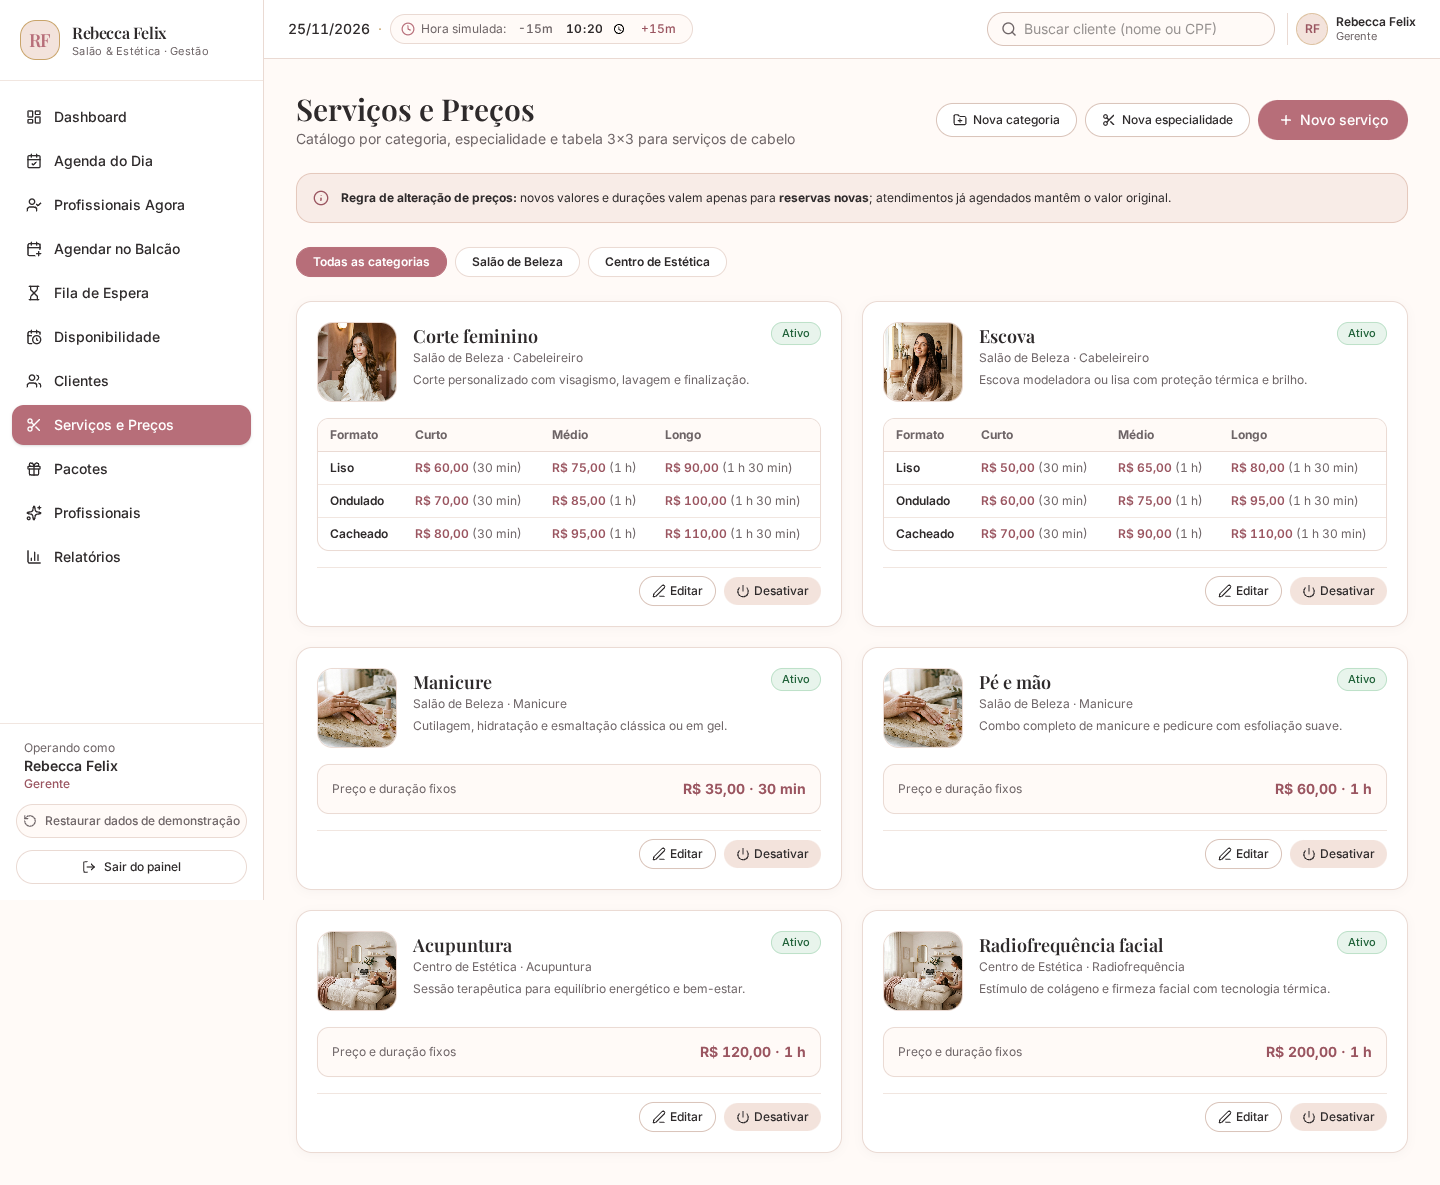 RF
Rebecca Felix
Salão & Estética · Gestão
Dashboard
Agenda do Dia
Profissionais Agora
Agendar no Balcão
Fila de Espera
Disponibilidade
Clientes
Serviços e Preços
Pacotes
Profissionais
Relatórios
Operando como
Rebecca Felix
Gerente
Restaurar dados de demonstração
Sair do painel
25/11/2026 · Hora simulada: -15m 10:20 +15m
Buscar cliente (nome ou CPF)
RF
Rebecca Felix
Gerente
Serviços e Preços
Catálogo por categoria, especialidade e tabela 3×3 para serviços de cabelo
Nova categoria
Nova especialidade
Novo serviço
Regra de alteração de preços: novos valores e durações valem apenas para reservas novas; atendimentos já agendados mantêm o valor original.
Todas as categorias
Salão de Beleza
Centro de Estética
Corte feminino
Ativo
Salão de Beleza · Cabeleireiro
Corte personalizado com visagismo, lavagem e finalização.
Formato Curto Médio Longo
Liso R$ 60,00 (30 min) R$ 75,00 (1 h) R$ 90,00 (1 h 30 min)
Ondulado R$ 70,00 (30 min) R$ 85,00 (1 h) R$ 100,00 (1 h 30 min)
Cacheado R$ 80,00 (30 min) R$ 95,00 (1 h) R$ 110,00 (1 h 30 min)
Editar
Desativar
Escova
Ativo
Salão de Beleza · Cabeleireiro
Escova modeladora ou lisa com proteção térmica e brilho.
Formato Curto Médio Longo
Liso R$ 50,00 (30 min) R$ 65,00 (1 h) R$ 80,00 (1 h 30 min)
Ondulado R$ 60,00 (30 min) R$ 75,00 (1 h) R$ 95,00 (1 h 30 min)
Cacheado R$ 70,00 (30 min) R$ 90,00 (1 h) R$ 110,00 (1 h 30 min)
Editar
Desativar
Manicure
Ativo
Salão de Beleza · Manicure
Cutilagem, hidratação e esmaltação clássica ou em gel.
Preço e duração fixos R$ 35,00 · 30 min
Editar
Desativar
Pé e mão
Ativo
Salão de Beleza · Manicure
Combo completo de manicure e pedicure com esfoliação suave.
Preço e duração fixos R$ 60,00 · 1 h
Editar
Desativar
Acupuntura
Ativo
Centro de Estética · Acupuntura
Sessão terapêutica para equilíbrio energético e bem-estar.
Preço e duração fixos R$ 120,00 · 1 h
Editar
Desativar
Radiofrequência facial
Ativo
Centro de Estética · Radiofrequência
Estímulo de colágeno e firmeza facial com tecnologia térmica.
Preço e duração fixos R$ 200,00 · 1 h
Editar
Desativar